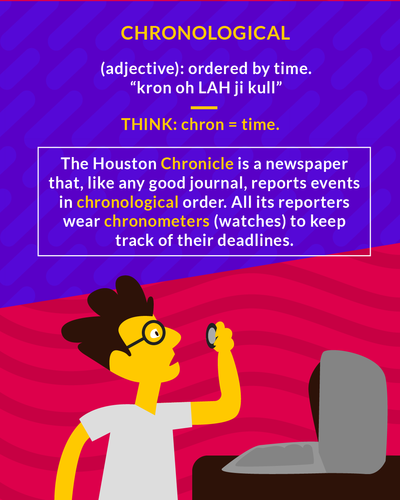 CHRONOLOGICAL
(adjective): ordered by time.
“kron oh LAH ji kull”
THINK: chron = time.
The Houston Chronicle is a newspaper
that, like any good journal, reports events
in chronological order. All its reporters
wear chronometers (watches) to keep
track of their deadlines.